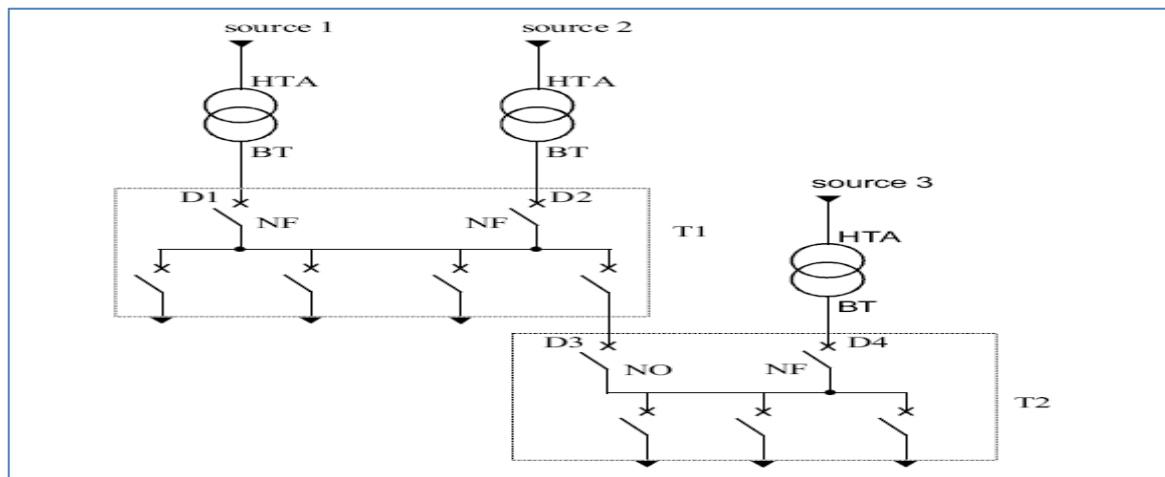 source 1
source 2
HTA
HTA
BT
BT
source 3
D1
D2
NF
NF
T1
HTA
BT
D3
D4
NO
NF
T2